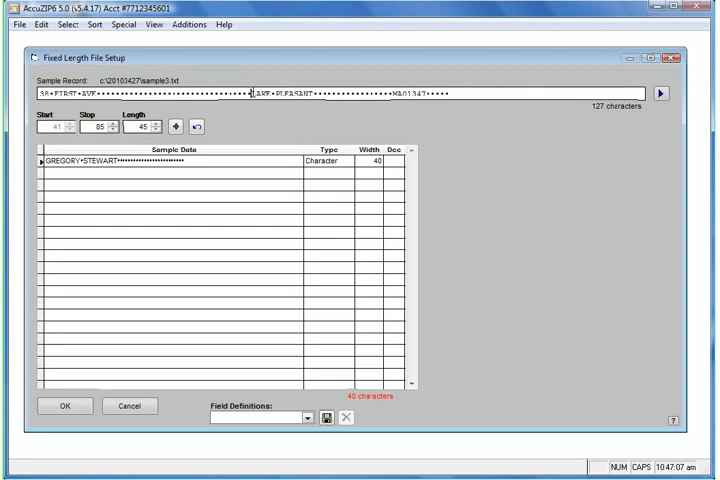 AccuZIP6 5.0 (v5.4.17) Acct #7712345601
File Edit Select Sort Special View Additions Help
Fixed Length File Setup
Sample Record: c:\20103427\sample3.txt
38•FIRST•AVE••••••••••••••••••••••••••••••••••LAKE•PLEASANT•••••••••••••••••MA01347•••••
127 characters
Start Stop Length
41 85 45
Sample Data Type Width Dec
GREGORY•STEWART••••••••••••••••••••••••• Character 40
40 characters
OK Cancel Field Definitions:
?
NUM CAPS 10:47:07 am